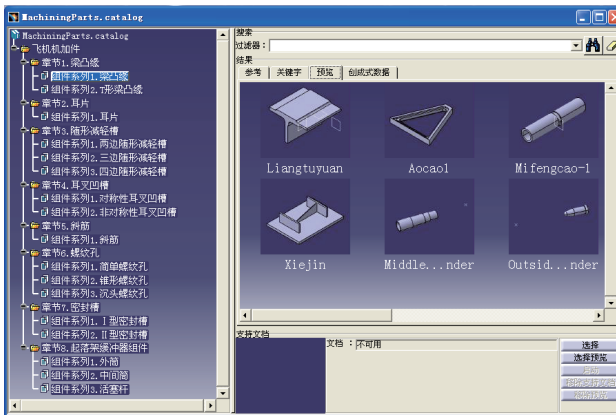 MachiningParts.catalog
MachiningParts.catalog
飞机机加件
章节1.梁凸缘
组件系列1.梁凸缘
组件系列2.T形梁凸缘
章节2.耳片
组件系列1.耳片
章节3.随形减轻槽
组件系列1.两边随形减轻槽
组件系列2.三边随形减轻槽
组件系列3.四边随形减轻槽
章节4.耳叉凹槽
组件系列1.对称性耳叉凹槽
组件系列2.非对称性耳叉凹槽
章节5.斜筋
组件系列1.斜筋
章节6.螺纹孔
组件系列1.简单螺纹孔
组件系列2.锥形螺纹孔
组件系列3.沉头螺纹孔
章节7.密封槽
组件系列1.Ⅰ型密封槽
组件系列2.Ⅱ型密封槽
章节8.起落架缓冲器组件
组件系列1.外筒
组件系列2.中间筒
组件系列3.活塞杆
搜索
过滤器：
结果
参考 关键字 预览 创成式数据
Liangtuyuan Aocao1 Mifengcao-1
Xiejin Middle...nder Outsid...nder
支持文档
文档 ：不可用
选择
选择预览